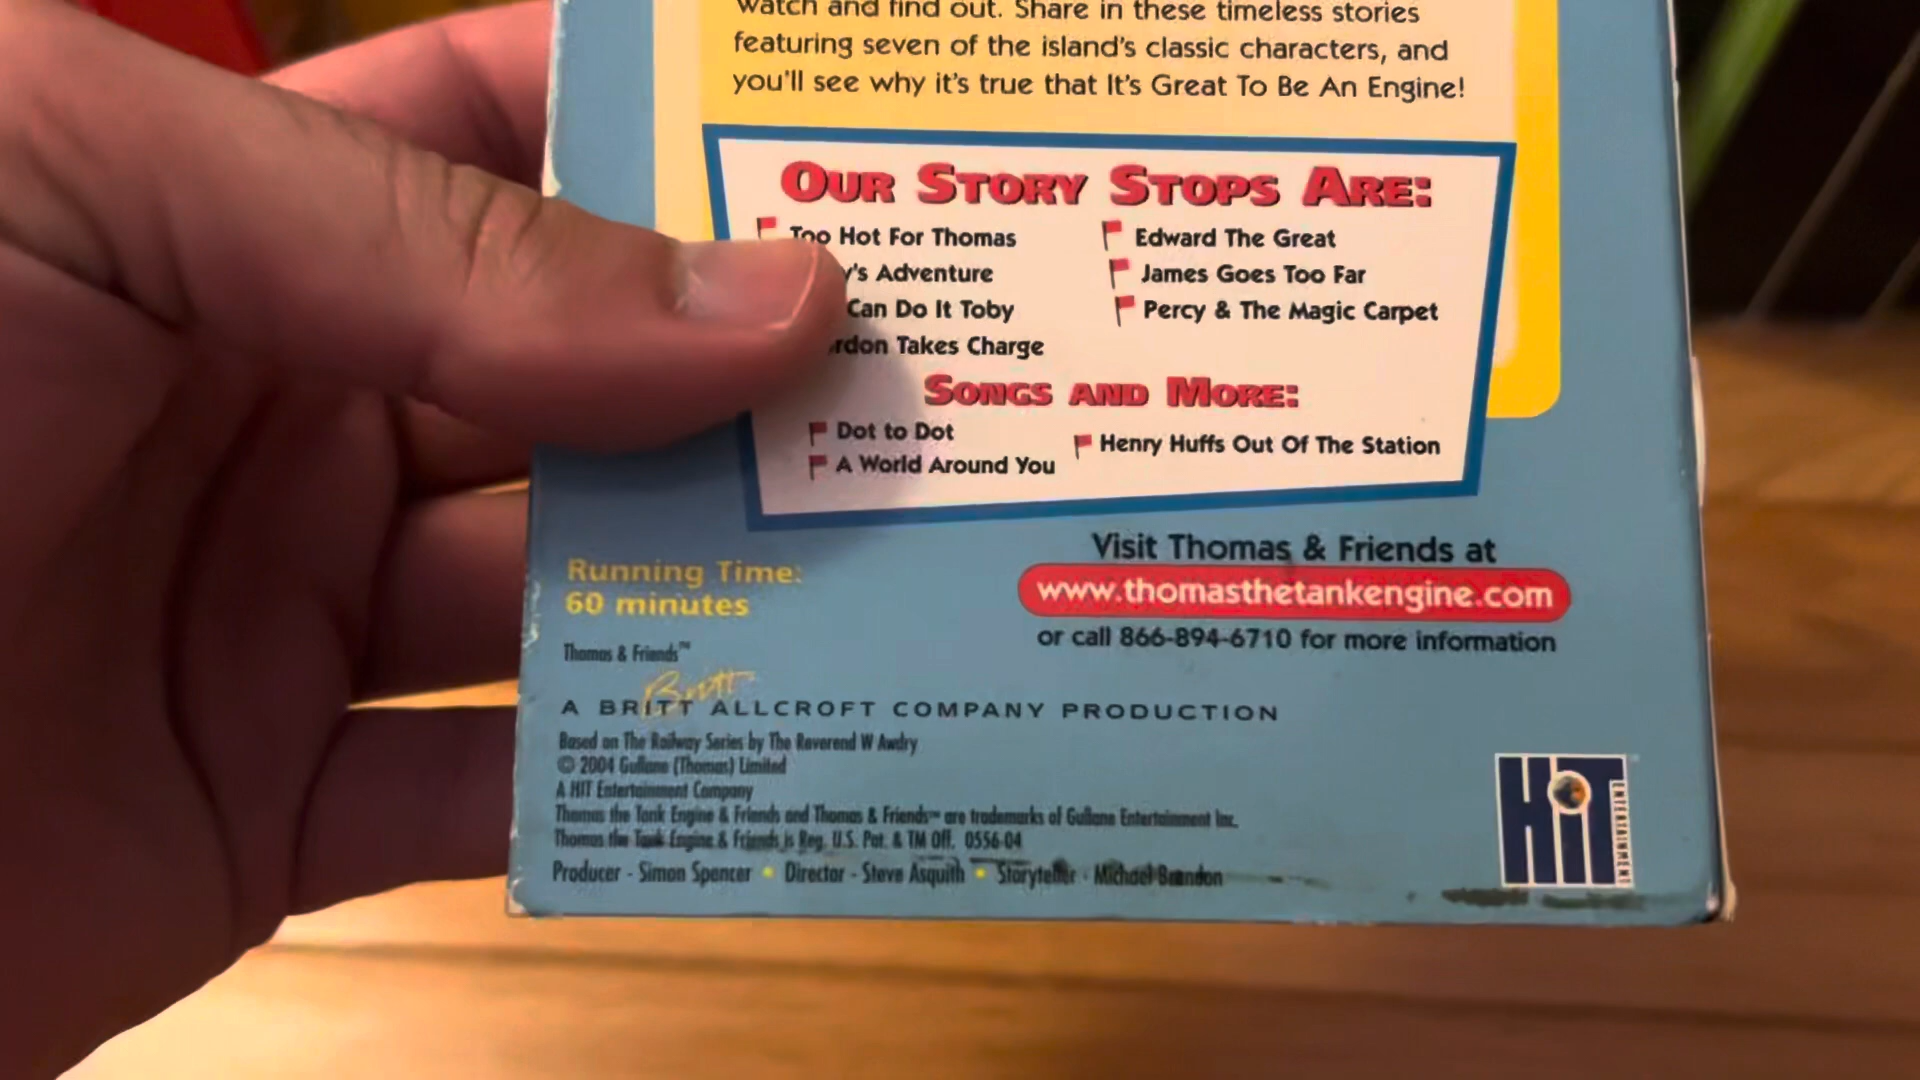 watch and find out. Share in these timeless stories
featuring seven of the island's classic characters, and
you'll see why it's true that It's Great To Be An Engine!
OUR STORY STOPS ARE:
Too Hot For Thomas
y's Adventure
Can Do It Toby
rdon Takes Charge
Edward The Great
James Goes Too Far
Percy & The Magic Carpet
SONGS AND MORE:
Dot to Dot
A World Around You
Henry Huffs Out Of The Station
Visit Thomas & Friends at
www.thomasthetankengine.com
or call 866-894-6710 for more information
Running Time:
60 minutes
Thomas & Friends™
Britt
A BRITT ALLCROFT COMPANY PRODUCTION
Based on The Railway Series by The Reverend W Awdry
© 2004 Gullane (Thomas) Limited
A HIT Entertainment Company
Thomas the Tank Engine & Friends and Thomas & Friends™ are trademarks of Gullane Entertainment Inc.
Thomas the Tank Engine & Friends is Reg. U.S. Pat. & TM Off. 0556-04
Producer - Simon Spencer • Director - Steve Asquith • Storyteller - Michael Brandon
HiT
ENTERTAINMENT